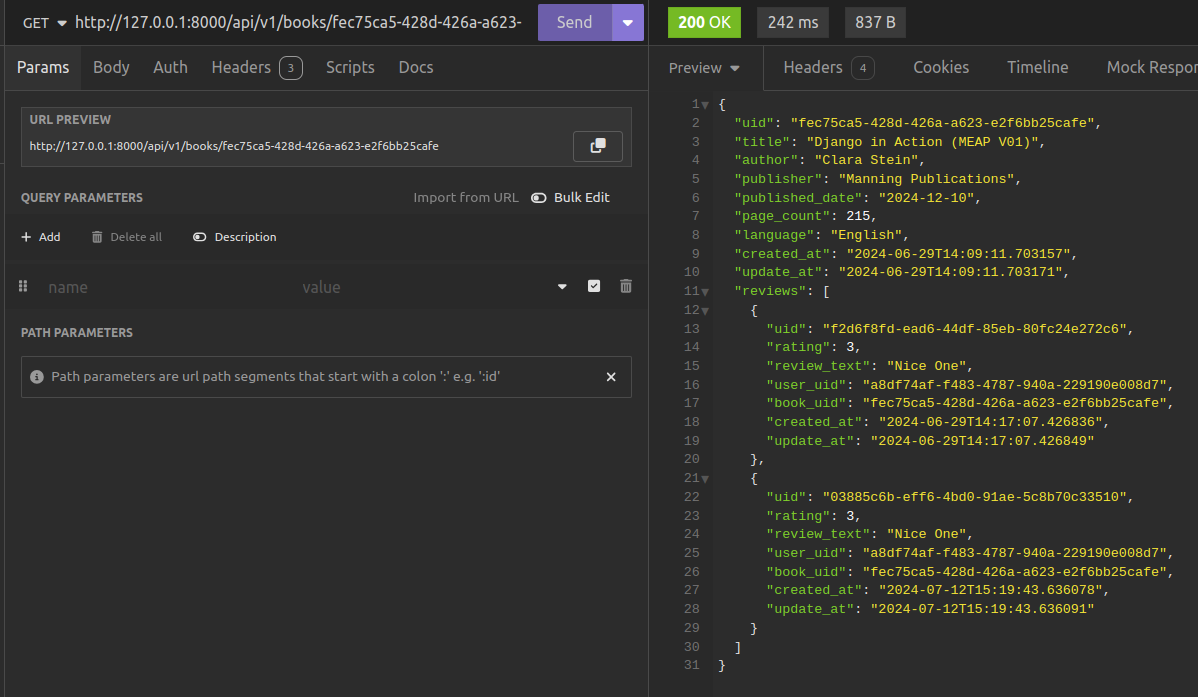 GET http://127.0.0.1:8000/api/v1/books/fec75ca5-428d-426a-a623- Send
Params Body Auth Headers 3 Scripts Docs
URL PREVIEW
http://127.0.0.1:8000/api/v1/books/fec75ca5-428d-426a-a623-e2f6bb25cafe
QUERY PARAMETERS Import from URL Bulk Edit
+ Add Delete all Description
name value
PATH PARAMETERS
Path parameters are url path segments that start with a colon ':' e.g. ':id'
200 OK 242 ms 837 B
Preview Headers 4 Cookies Timeline Mock Respor
1 {
2 "uid": "fec75ca5-428d-426a-a623-e2f6bb25cafe",
3 "title": "Django in Action (MEAP V01)",
4 "author": "Clara Stein",
5 "publisher": "Manning Publications",
6 "published_date": "2024-12-10",
7 "page_count": 215,
8 "language": "English",
9 "created_at": "2024-06-29T14:09:11.703157",
10 "update_at": "2024-06-29T14:09:11.703171",
11 "reviews": [
12 {
13 "uid": "f2d6f8fd-ead6-44df-85eb-80fc24e272c6",
14 "rating": 3,
15 "review_text": "Nice One",
16 "user_uid": "a8df74af-f483-4787-940a-229190e008d7",
17 "book_uid": "fec75ca5-428d-426a-a623-e2f6bb25cafe",
18 "created_at": "2024-06-29T14:17:07.426836",
19 "update_at": "2024-06-29T14:17:07.426849"
20 },
21 {
22 "uid": "03885c6b-eff6-4bd0-91ae-5c8b70c33510",
23 "rating": 3,
24 "review_text": "Nice One",
25 "user_uid": "a8df74af-f483-4787-940a-229190e008d7",
26 "book_uid": "fec75ca5-428d-426a-a623-e2f6bb25cafe",
27 "created_at": "2024-07-12T15:19:43.636078",
28 "update_at": "2024-07-12T15:19:43.636091"
29 }
30 ]
31 }